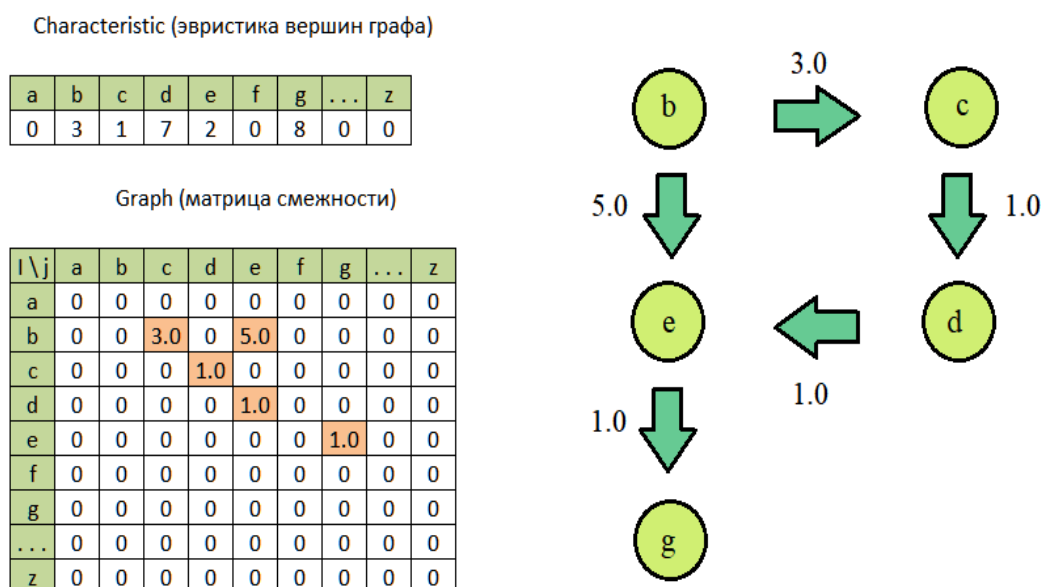 Characteristic (эвристика вершин графа)
a b c d e f g ... z
0 3 1 7 2 0 8 0 0
Graph (матрица смежности)
I\j a b c d e f g ... z
a 0 0 0 0 0 0 0 0 0
b 0 0 3.0 0 5.0 0 0 0 0
c 0 0 0 1.0 0 0 0 0 0
d 0 0 0 0 1.0 0 0 0 0
e 0 0 0 0 0 0 1.0 0 0
f 0 0 0 0 0 0 0 0 0
g 0 0 0 0 0 0 0 0 0
... 0 0 0 0 0 0 0 0 0
z 0 0 0 0 0 0 0 0 0
3.0
b c
5.0 1.0
e d
1.0 1.0
g